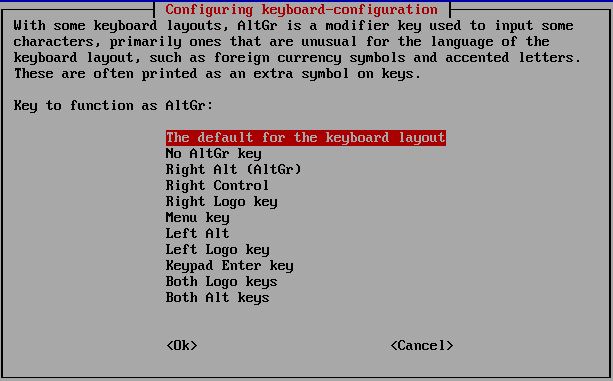 Configuring keyboard-configuration
With some keyboard layouts, AltGr is a modifier key used to input some
characters, primarily ones that are unusual for the language of the
keyboard layout, such as foreign currency symbols and accented letters.
These are often printed as an extra symbol on keys.
Key to function as AltGr:
The default for the keyboard layout
No AltGr key
Right Alt (AltGr)
Right Control
Right Logo key
Menu key
Left Alt
Left Logo key
Keypad Enter key
Both Logo keys
Both Alt keys
<Ok> <Cancel>